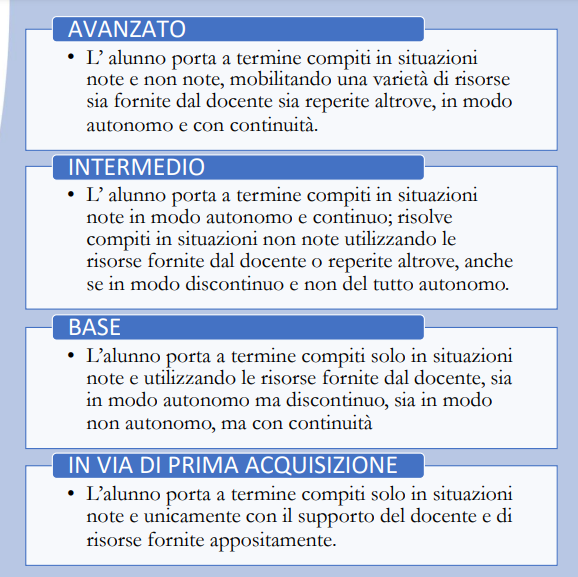 AVANZATO
• L' alunno porta a termine compiti in situazioni
note e non note, mobilitando una varietà di risorse
sia fornite dal docente sia reperite altrove, in modo
autonomo e con continuità.
INTERMEDIO
• L' alunno porta a termine compiti in situazioni
note in modo autonomo e continuo; risolve
compiti in situazioni non note utilizzando le
risorse fornite dal docente o reperite altrove, anche
se in modo discontinuo e non del tutto autonomo.
BASE
• L'alunno porta a termine compiti solo in situazioni
note e utilizzando le risorse fornite dal docente, sia
in modo autonomo ma discontinuo, sia in modo
non autonomo, ma con continuità
IN VIA DI PRIMA ACQUISIZIONE
• L'alunno porta a termine compiti solo in situazioni
note e unicamente con il supporto del docente e di
risorse fornite appositamente.